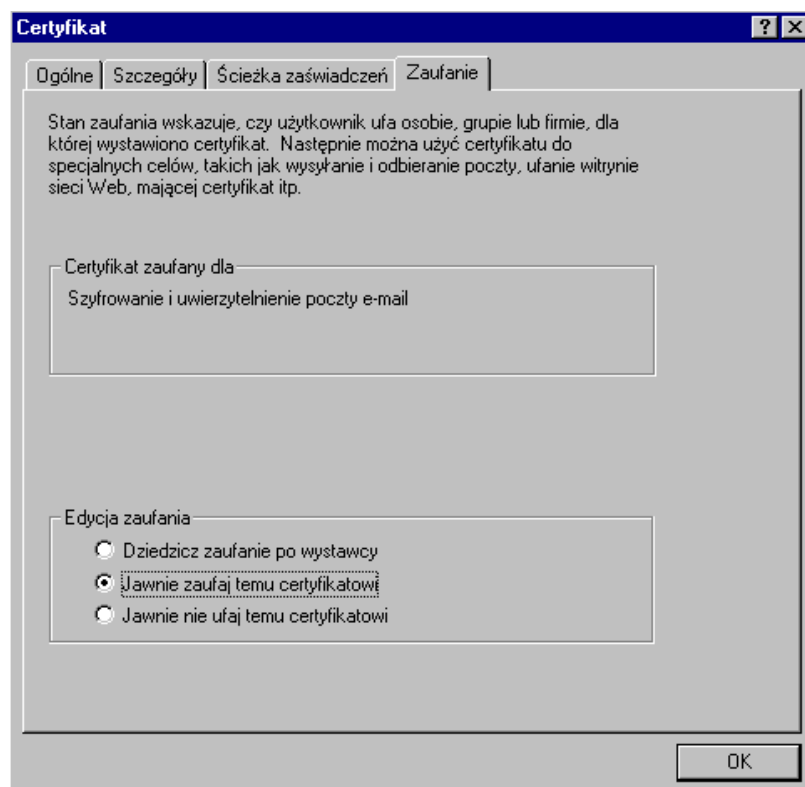 Certyfikat
Ogólne
Szczegóły
Ścieżka zaświadczeń
Zaufanie
Stan zaufania wskazuje, czy użytkownik ufa osobie, grupie lub firmie, dla
której wystawiono certyfikat. Następnie można użyć certyfikatu do
specjalnych celów, takich jak wysyłanie i odbieranie poczty, ufanie witrynie
sieci Web, mającej certyfikat itp.
Certyfikat zaufany dla
Szyfrowanie i uwierzytelnienie poczty e-mail
Edycja zaufania
Dziedzicz zaufanie po wystawcy
Jawnie zaufaj temu certyfikatowi
Jawnie nie ufaj temu certyfikatowi
OK